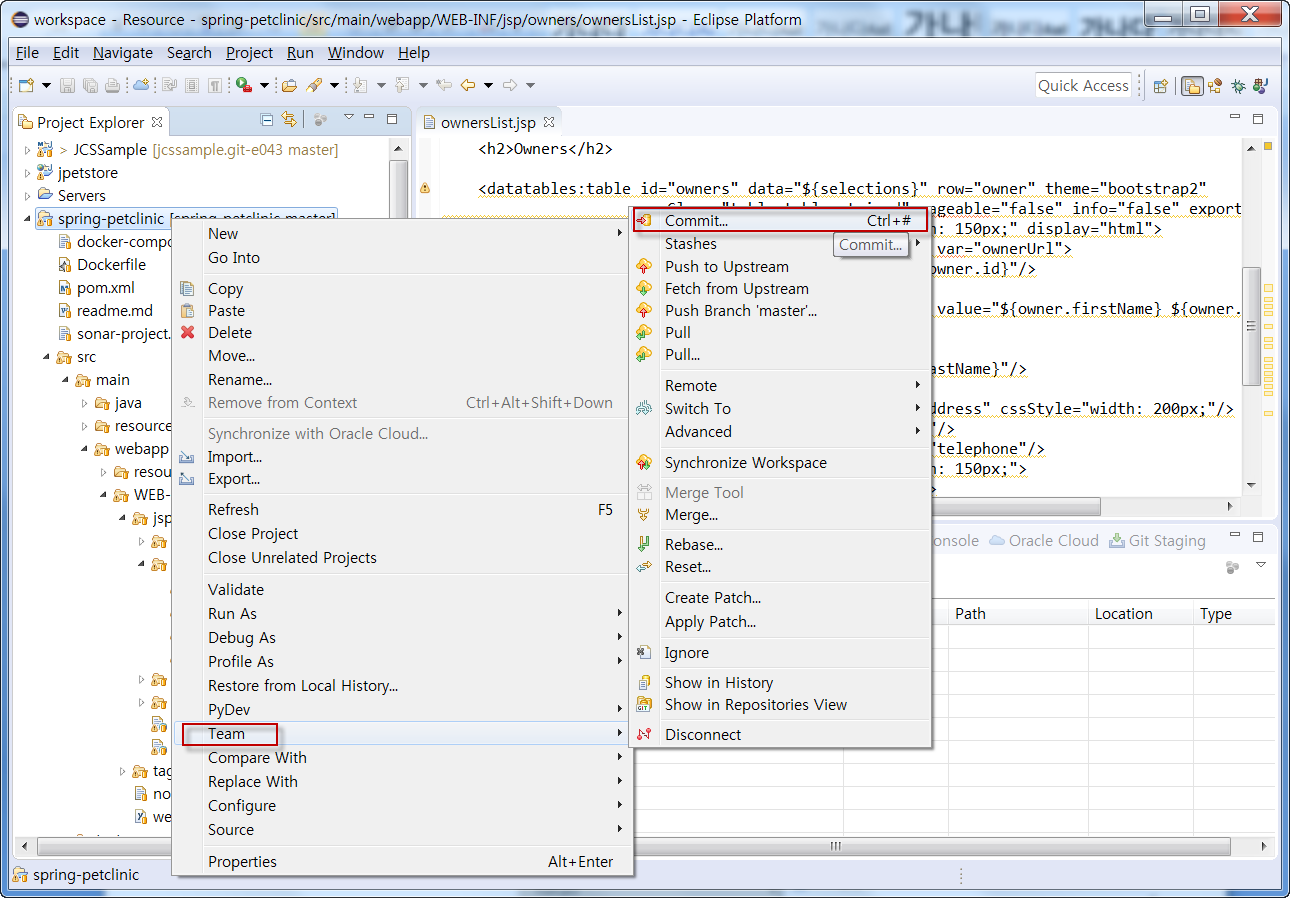 workspace - Resource - spring-petclinic/src/main/webapp/WEB-INF/jsp/owners/ownersList.jsp - Eclipse Platform
File Edit Navigate Search Project Run Window Help
Quick Access
Project Explorer
> JCSSample [jcssample.git-e043 master]
jpetstore
Servers
spring-petclinic [spring-petclinic master]
docker-compo
Dockerfile
pom.xml
readme.md
sonar-project.
src
main
java
resource
webapp
resou
WEB-
jsp
tag
no
we
ownersList.jsp
<h2>Owners</h2>
<datatables:table id="owners" data="${selections}" row="owner" theme="bootstrap2"
ageable="false" info="false" export
: 150px;" display="html">
var="ownerUrl">
wner.id}"/>
value="${owner.firstName} ${owner.
astName}"/>
ddress" cssStyle="width: 200px;"/>
"/>
"telephone"/>
: 150px;">
>
New
Go Into
Copy
Paste
Delete
Move...
Rename...
Remove from Context Ctrl+Alt+Shift+Down
Synchronize with Oracle Cloud...
Import...
Export...
Refresh F5
Close Project
Close Unrelated Projects
Validate
Run As
Debug As
Profile As
Restore from Local History...
PyDev
Team
Compare With
Replace With
Configure
Source
Properties Alt+Enter
Commit... Ctrl+#
Commit...
Stashes
Push to Upstream
Fetch from Upstream
Push Branch 'master'...
Pull
Pull...
Remote
Switch To
Advanced
Synchronize Workspace
Merge Tool
Merge...
Rebase...
Reset...
Create Patch...
Apply Patch...
Ignore
Show in History
Show in Repositories View
Disconnect
onsole Oracle Cloud Git Staging
Path Location Type
spring-petclinic